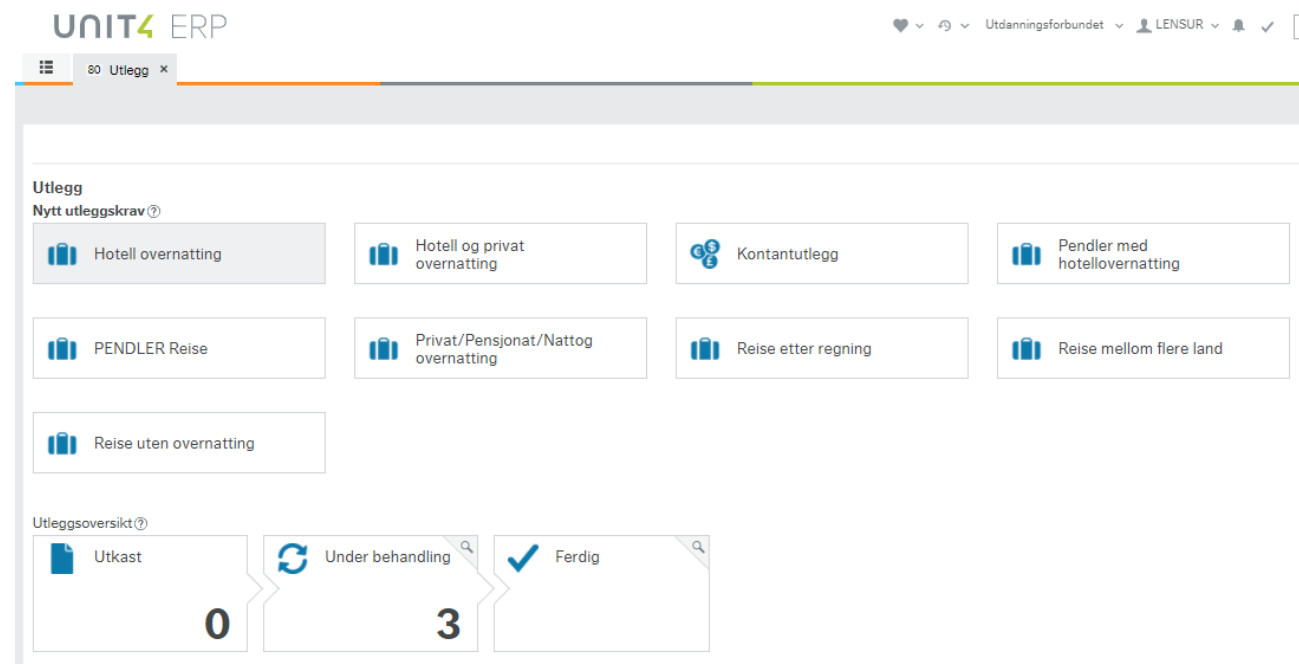 UNIT4 ERP
Utdanningsforbundet LENSUR
80 Utlegg ×
Utlegg
Nytt utleggskrav ?
Hotell overnatting
Hotell og privat
overnatting
Kontantutlegg
Pendler med
hotellovernatting
PENDLER Reise
Privat/Pensjonat/Nattog
overnatting
Reise etter regning
Reise mellom flere land
Reise uten overnatting
Utleggsoversikt ?
Utkast
0
Under behandling
3
Ferdig